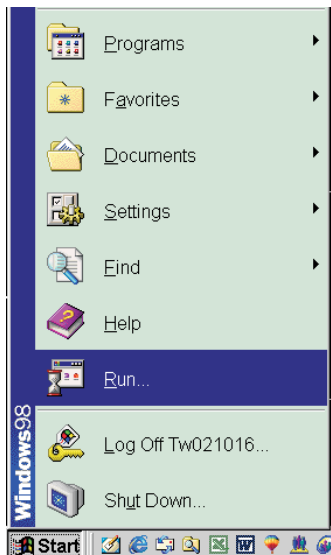 Programs
Favorites
Documents
Settings
Find
Help
Run...
Log Off Tw021016...
Shut Down...
Windows98
Start